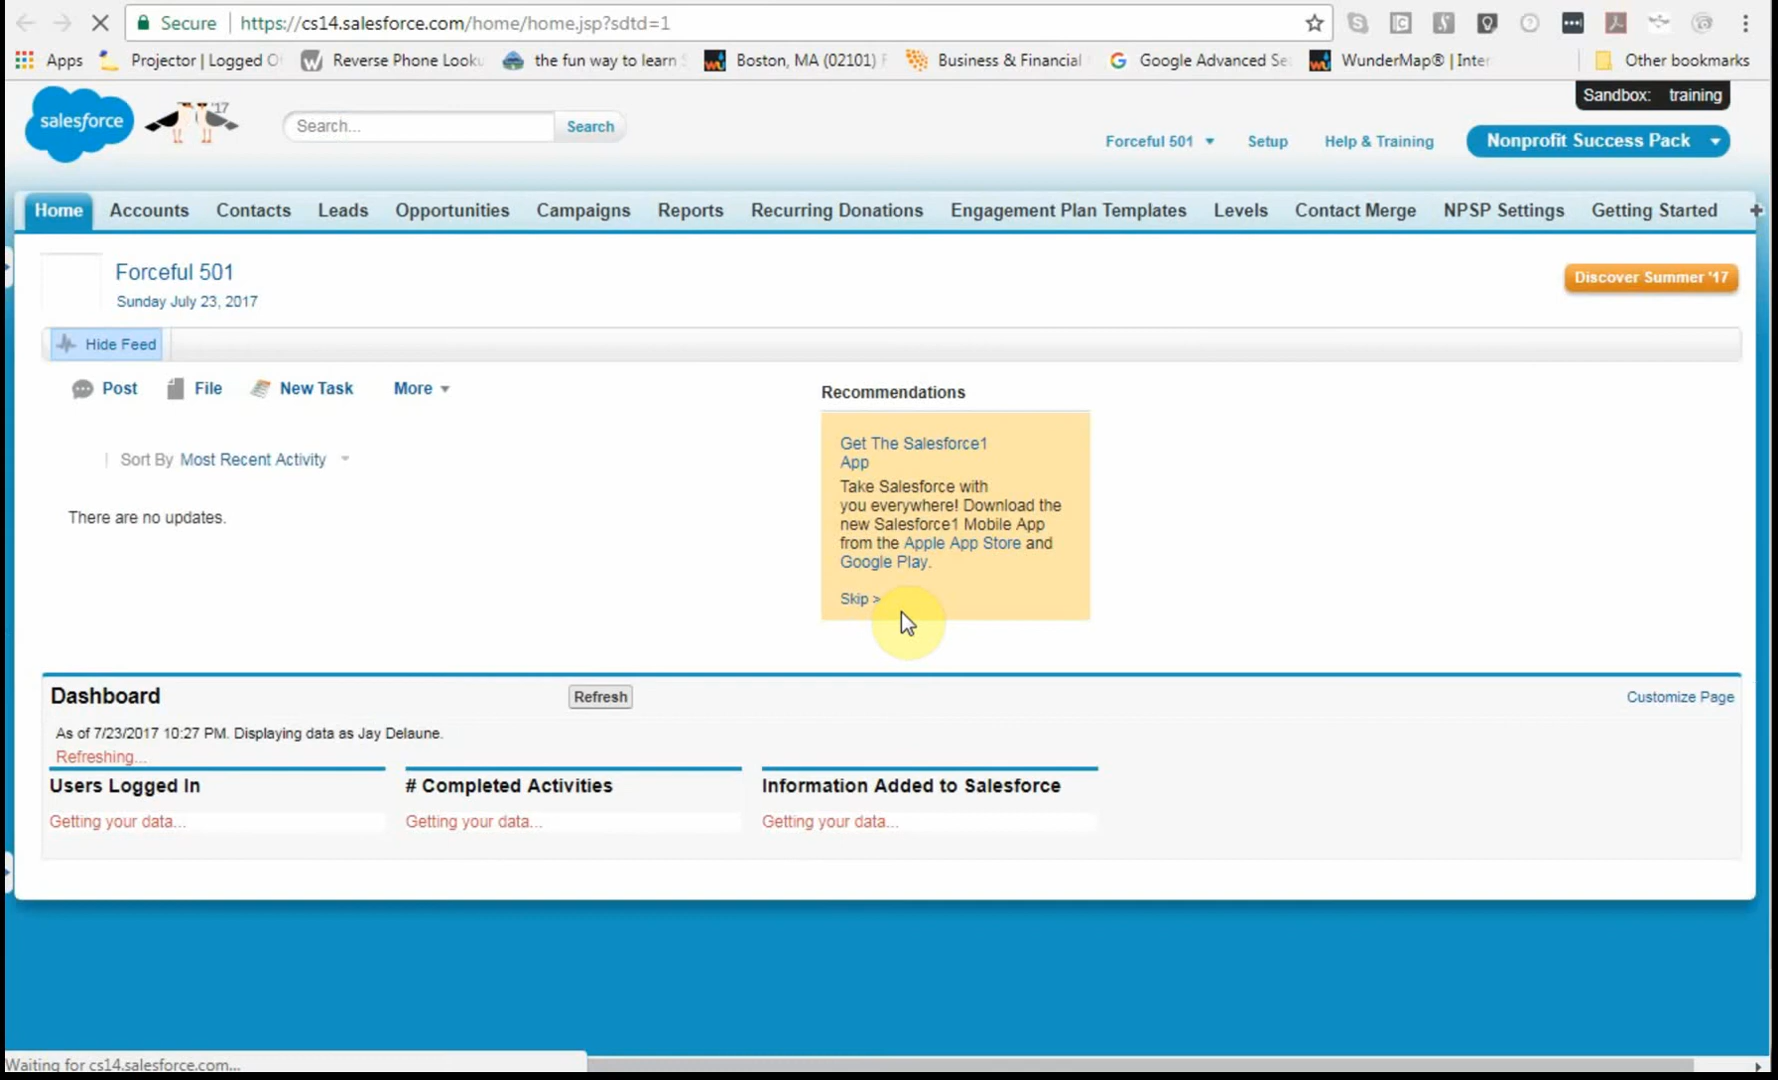 Secure | https://cs14.salesforce.com/home/home.jsp?sdtd=1
Apps Projector | Logged O Reverse Phone Looku the fun way to learn Boston, MA (02101) F Business & Financial Google Advanced Se WunderMap® | Inter Other bookmarks
Sandbox: training
salesforce '17 Search... Search
Forceful 501 Setup Help & Training Nonprofit Success Pack
Home Accounts Contacts Leads Opportunities Campaigns Reports Recurring Donations Engagement Plan Templates Levels Contact Merge NPSP Settings Getting Started +
Forceful 501
Sunday July 23, 2017
Discover Summer '17
Hide Feed
Post File New Task More
Sort By Most Recent Activity
There are no updates.
Recommendations
Get The Salesforce1
App
Take Salesforce with
you everywhere! Download the
new Salesforce1 Mobile App
from the Apple App Store and
Google Play.
Skip >
Dashboard Refresh Customize Page
As of 7/23/2017 10:27 PM. Displaying data as Jay Delaune.
Refreshing...
Users Logged In # Completed Activities Information Added to Salesforce
Getting your data... Getting your data... Getting your data...
Waiting for cs14.salesforce.com...